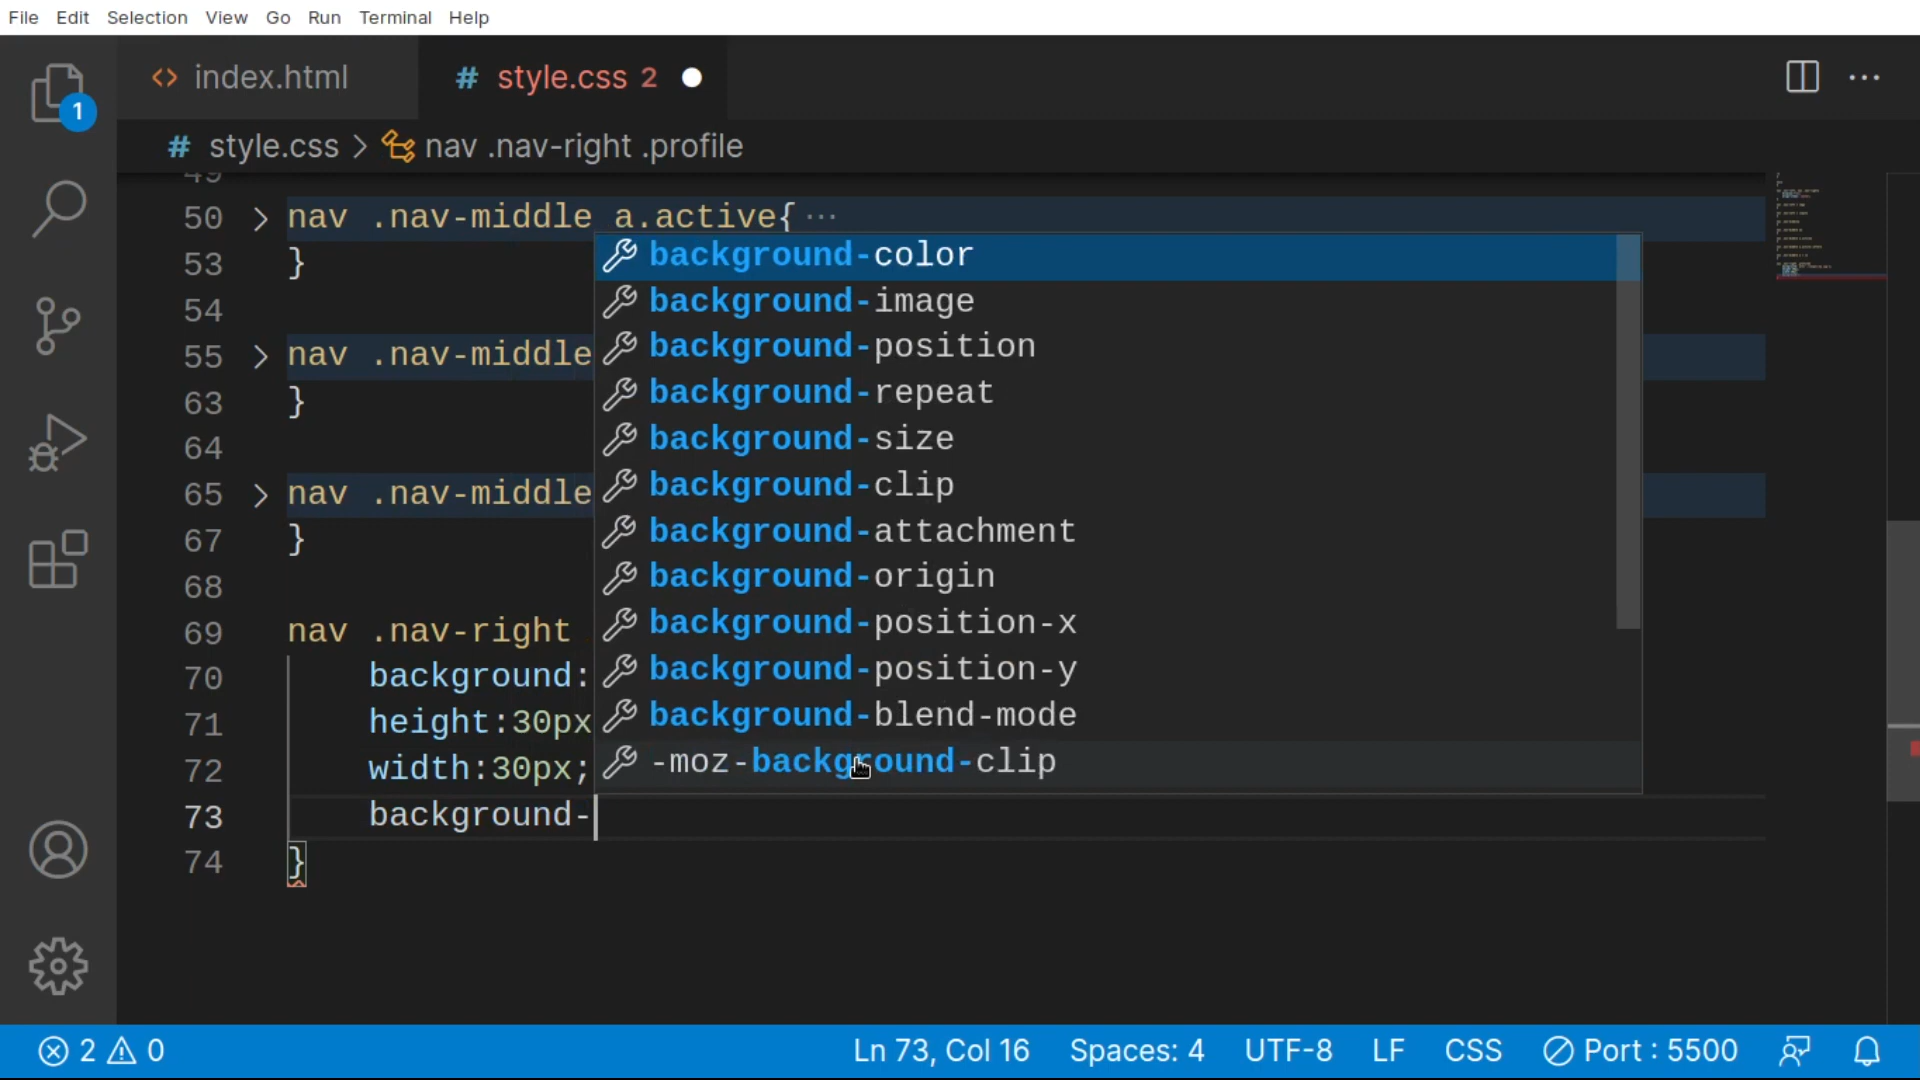 File Edit Selection View Go Run Terminal Help
index.html # style.css 2
1
# style.css > nav .nav-right .profile
49
50 > nav .nav-middle a.active{ ···
53 }
54
55 > nav .nav-middle
63 }
64
65 > nav .nav-middle
67 }
68
69 nav .nav-right
70 background:
71 height:30px
72 width:30px;
73 background-
74 }
background-color
background-image
background-position
background-repeat
background-size
background-clip
background-attachment
background-origin
background-position-x
background-position-y
background-blend-mode
-moz-background-clip
2 0 Ln 73, Col 16 Spaces: 4 UTF-8 LF CSS Port : 5500